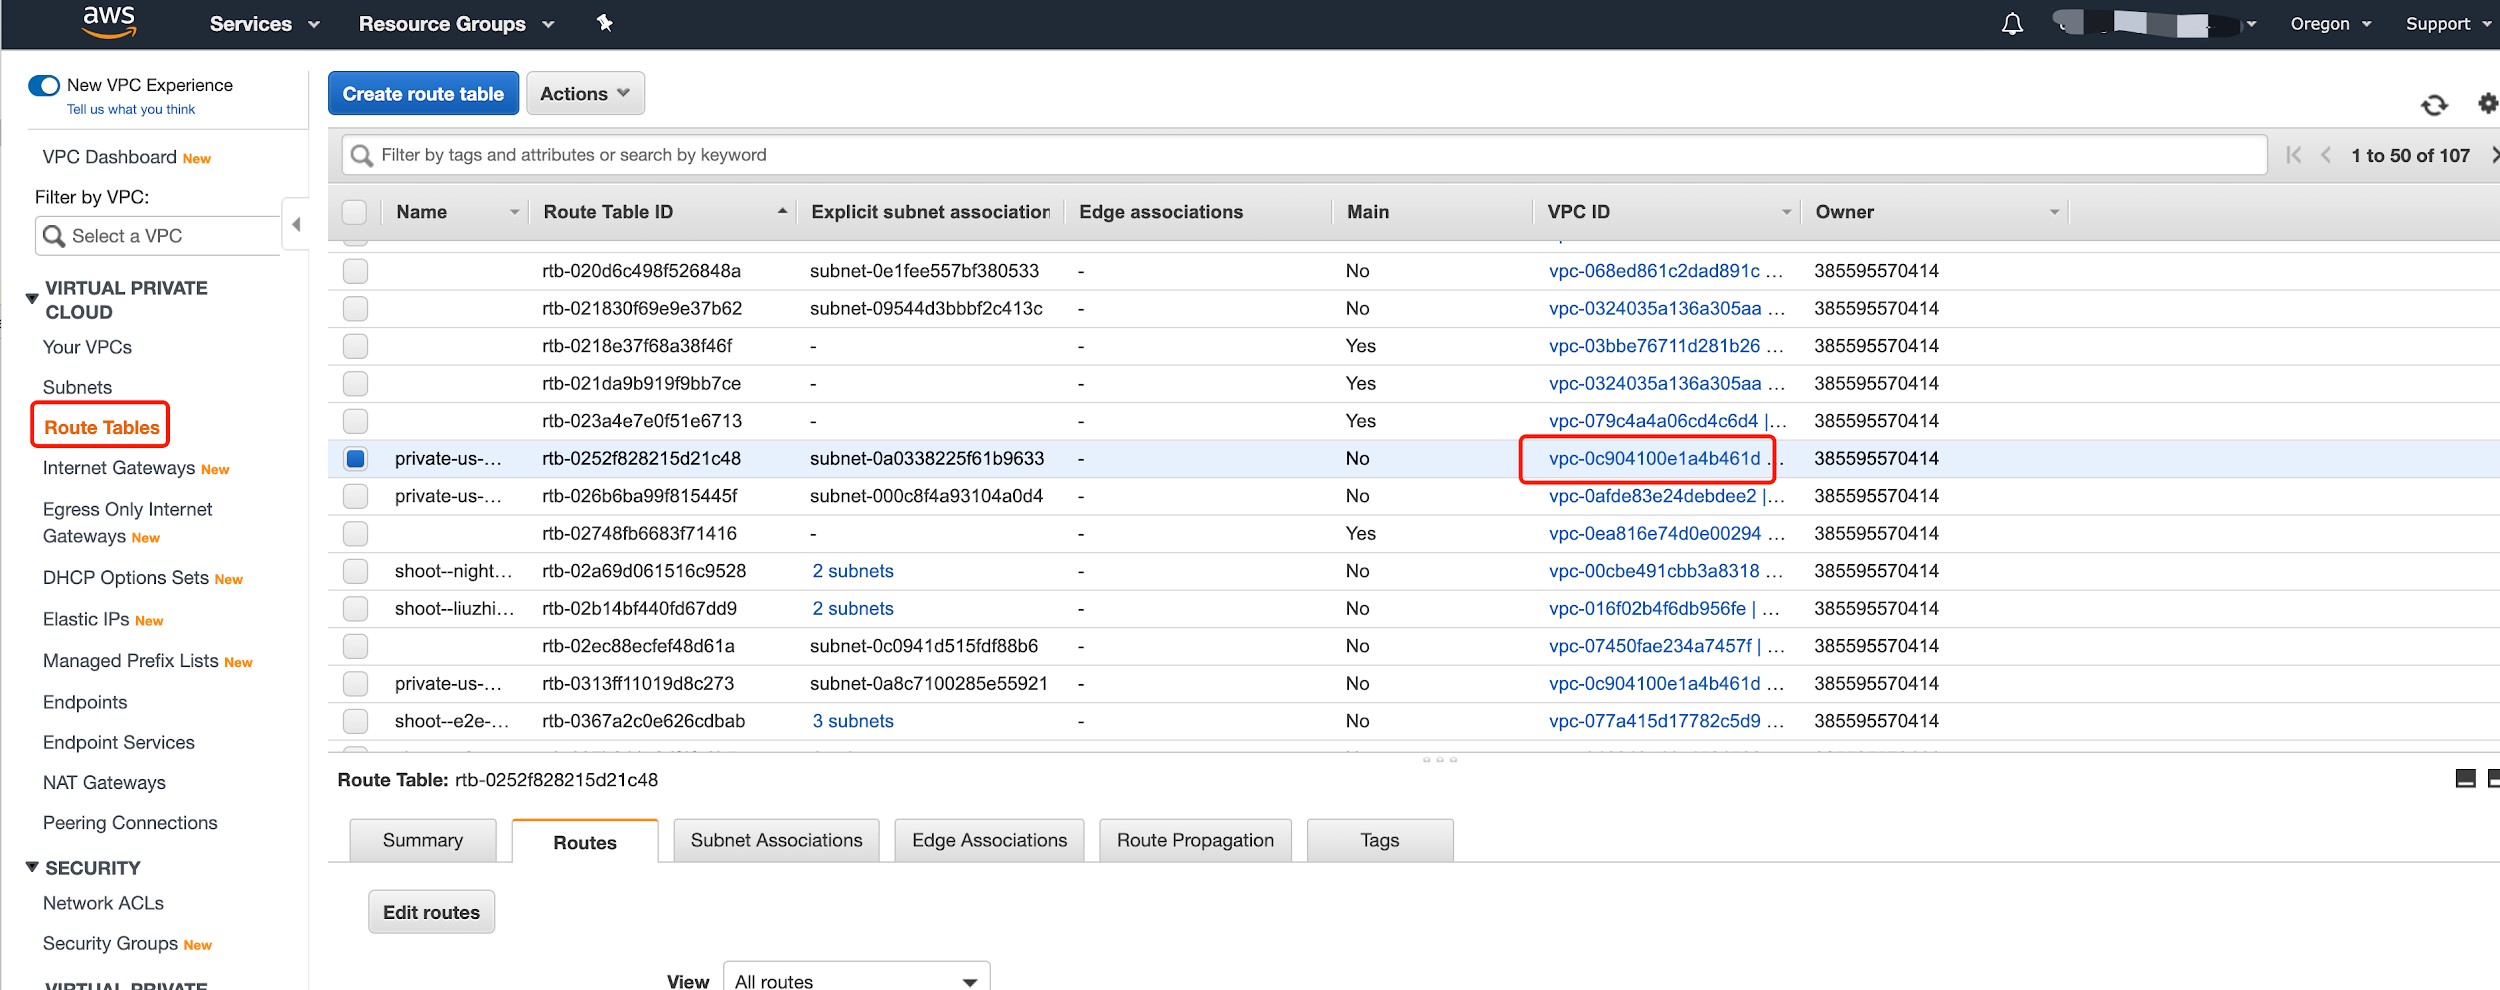 aws Services Resource Groups Oregon Support
New VPC Experience
Tell us what you think
VPC Dashboard New
Filter by VPC:
Select a VPC
VIRTUAL PRIVATE
CLOUD
Your VPCs
Subnets
Route Tables
Internet Gateways New
Egress Only Internet
Gateways New
DHCP Options Sets New
Elastic IPs New
Managed Prefix Lists New
Endpoints
Endpoint Services
NAT Gateways
Peering Connections
SECURITY
Network ACLs
Security Groups New
VIRTUAL PRIVATE
Create route table Actions
Filter by tags and attributes or search by keyword 1 to 50 of 107
Name Route Table ID Explicit subnet association Edge associations Main VPC ID Owner
rtb-020d6c498f526848a subnet-0e1fee557bf380533 - No vpc-068ed861c2dad891c ... 385595570414
rtb-021830f69e9e37b62 subnet-09544d3bbbf2c413c - No vpc-0324035a136a305aa ... 385595570414
rtb-0218e37f68a38f46f - - Yes vpc-03bbe76711d281b26 ... 385595570414
rtb-021da9b919f9bb7ce - - Yes vpc-0324035a136a305aa ... 385595570414
rtb-023a4e7e0f51e6713 - - Yes vpc-079c4a4a06cd4c6d4 |... 385595570414
private-us-... rtb-0252f828215d21c48 subnet-0a0338225f61b9633 - No vpc-0c904100e1a4b461d ... 385595570414
private-us-... rtb-026b6ba99f815445f subnet-000c8f4a93104a0d4 - No vpc-0afde83e24debdee2 |... 385595570414
rtb-02748fb6683f71416 - - Yes vpc-0ea816e74d0e00294 ... 385595570414
shoot--night... rtb-02a69d061516c9528 2 subnets - No vpc-00cbe491cbb3a8318 ... 385595570414
shoot--liuzhi... rtb-02b14bf440fd67dd9 2 subnets - No vpc-016f02b4f6db956fe | ... 385595570414
rtb-02ec88ecfef48d61a subnet-0c0941d515fdf88b6 - No vpc-07450fae234a7457f | ... 385595570414
private-us-... rtb-0313ff11019d8c273 subnet-0a8c7100285e55921 - No vpc-0c904100e1a4b461d ... 385595570414
shoot--e2e-... rtb-0367a2c0e626cdbab 3 subnets - No vpc-077a415d17782c5d9 ... 385595570414
Route Table: rtb-0252f828215d21c48
Summary Routes Subnet Associations Edge Associations Route Propagation Tags
Edit routes
View All routes